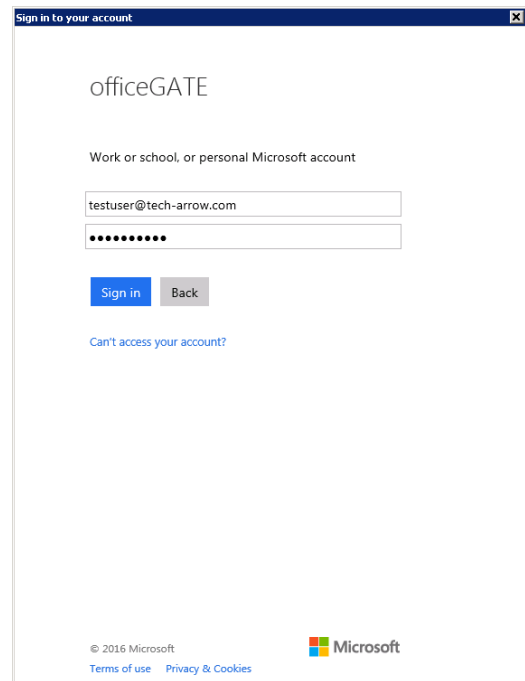 Sign in to your account
officeGATE
Work or school, or personal Microsoft account
testuser@tech-arrow.com
●●●●●●●●●●
Sign in Back
Can't access your account?
© 2016 Microsoft Microsoft
Terms of use Privacy & Cookies